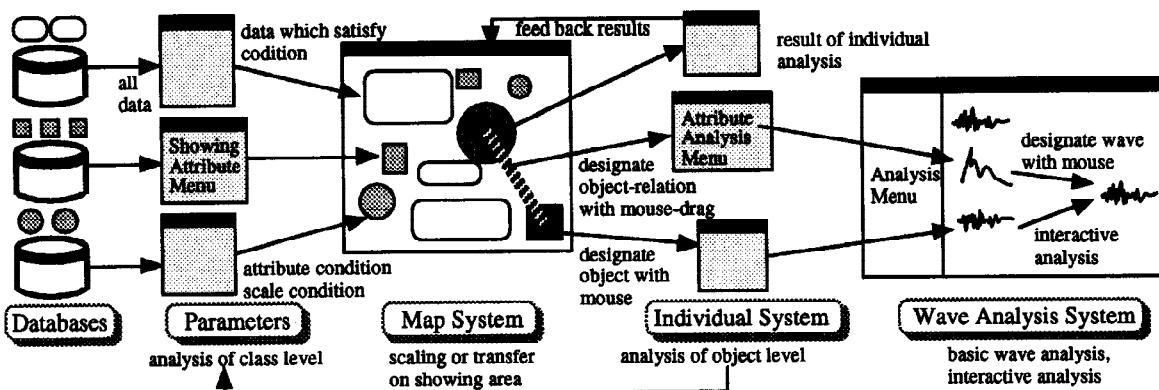 feed back results
data which satisfy
codition
result of individual
analysis
all
data
Showing
Attribute
Menu
Attribute
Analysis
Menu
designate
object-relation
with mouse-drag
Analysis
Menu
designate wave
with mouse
interactive
analysis
attribute condition
scale condition
designate
object with
mouse
Databases
Parameters
Map System
Individual System
Wave Analysis System
analysis of class level
scaling or transfer
on showing area
analysis of object level
basic wave analysis,
interactive analysis